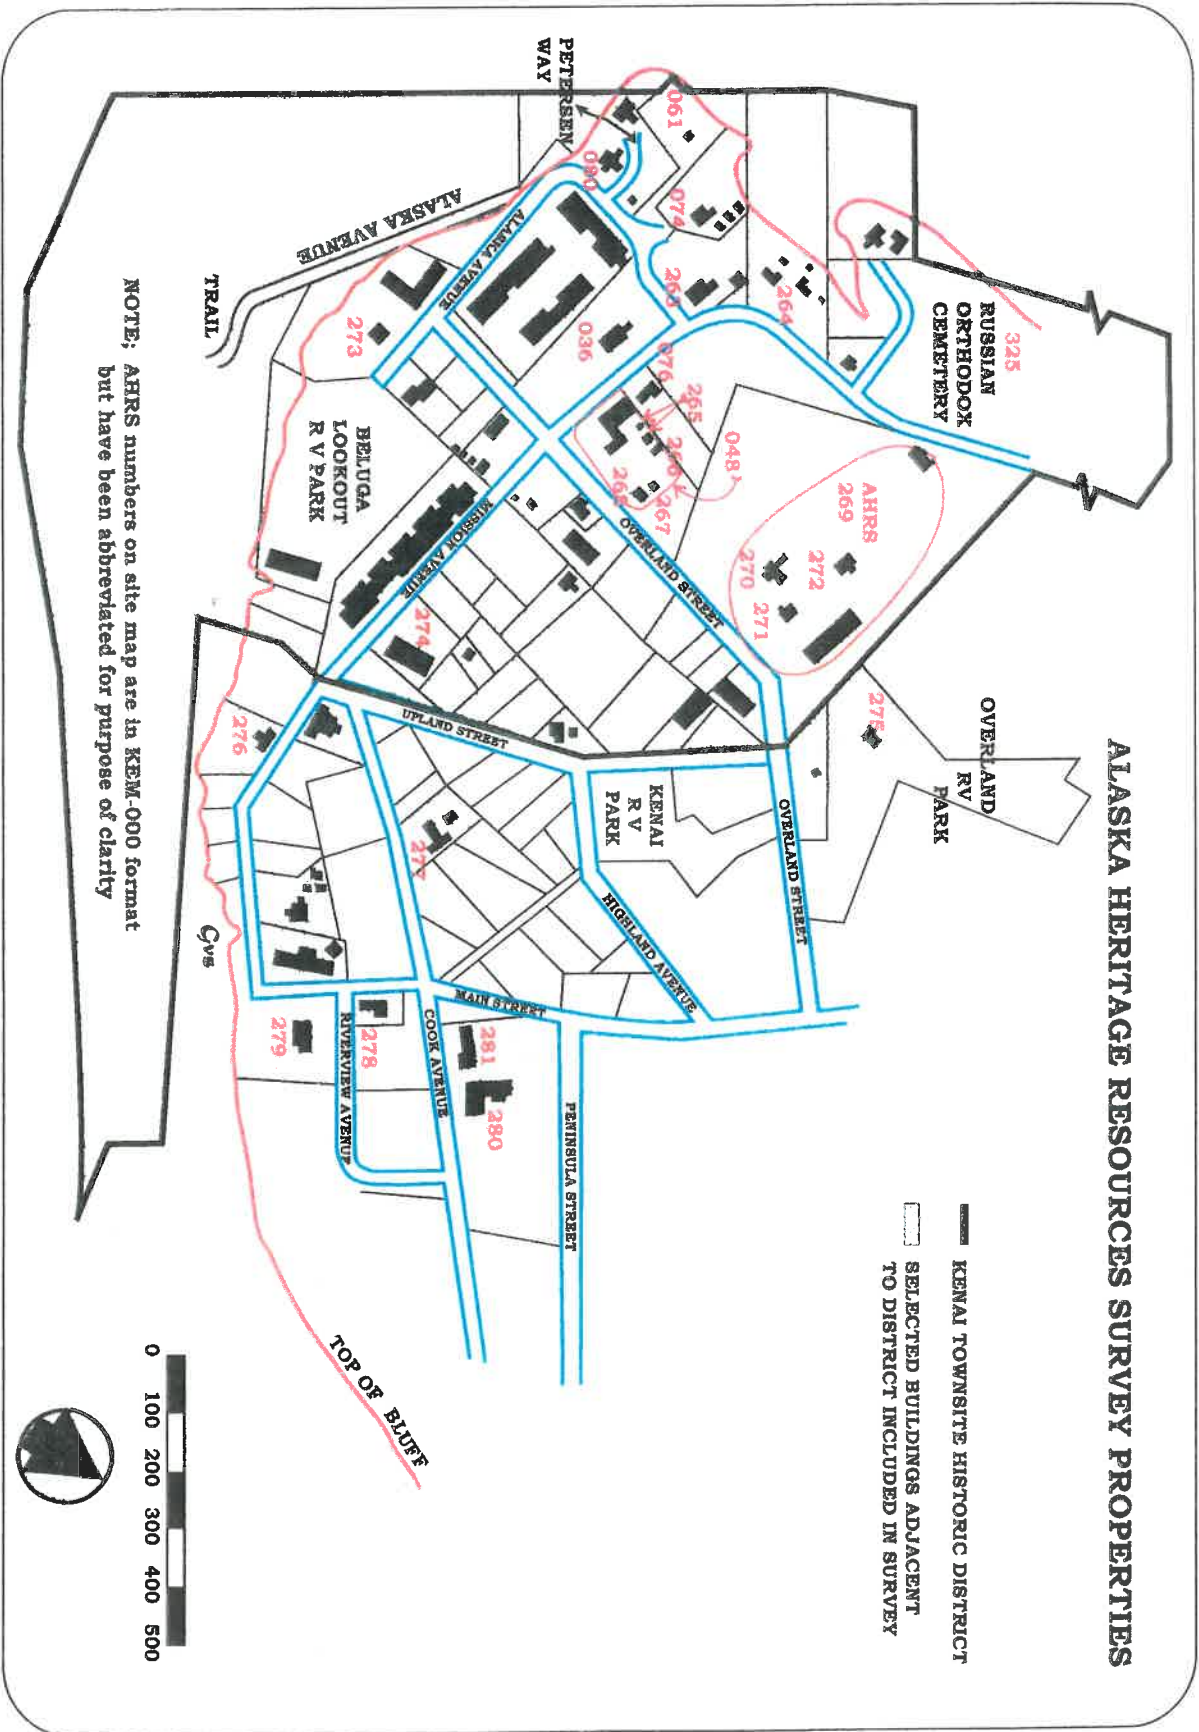 ALASKA HERITAGE RESOURCES SURVEY PROPERTIES
KENAI TOWNSITE HISTORIC DISTRICT
SELECTED BUILDINGS ADJACENT
TO DISTRICT INCLUDED IN SURVEY
PETERSEN
WAY
061
080
074
263
264
325
RUSSIAN
ORTHODOX
CEMETERY
ALASKA AVENUE
ALASKA AVENUE
TRAIL
273
036
076
265
266
048
267
268
AHRS
269
272
270
271
275
OVERLAND
RV
PARK
BELUGA
LOOKOUT
R V PARK
MISSION AVENUE
OVERLAND STREET
274
276
UPLAND STREET
KENAI
R V
PARK
OVERLAND STREET
277
HIGHLAND AVENUE
MAIN STREET
COOK AVENUE
RIVERVIEW AVENUE
278
279
281
280
PENINSULA STREET
TOP OF BLUFF
NOTE; AHRS numbers on site map are in KEM-000 format
but have been abbreviated for purpose of clarity
0 100 200 300 400 500